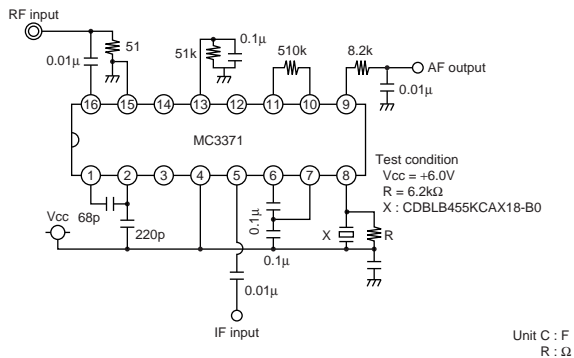 RF input
0.01μ
51
51k
0.1μ
510k
8.2k
AF output
0.01μ
16 15 14 13 12 11 10 9
MC3371
1 2 3 4 5 6 7 8
Test condition
Vcc = +6.0V
R = 6.2kΩ
X : CDBLB455KCAX18-B0
Vcc
68p
220p
0.1μ
0.1μ
X
R
0.01μ
IF input
Unit C : F
R : Ω